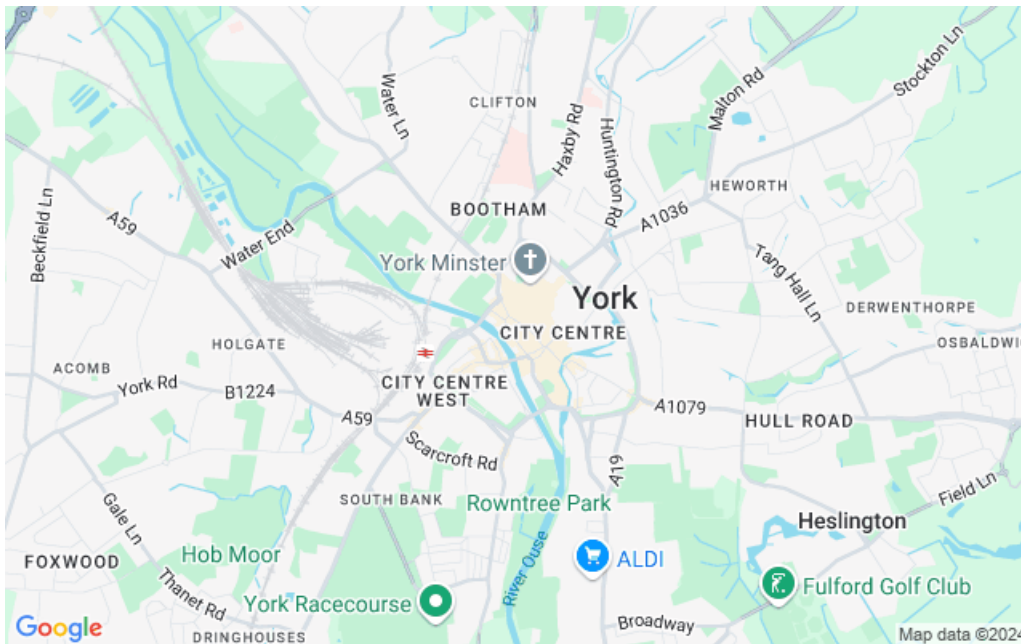 Stockton Ln
Malton Rd
Water Ln
CLIFTON
Haxby Rd
Huntington Rd
HEWORTH
BOOTHAM
A1036
A59
Water End
Beckfield Ln
York Minster
York
Tang Hall Ln
DERWENTHORPE
CITY CENTRE
HOLGATE
OSBALDWIC
ACOMB
York Rd
B1224
CITY CENTRE
WEST
A59
A1079
HULL ROAD
Scarcroft Rd
A19
SOUTH BANK
Rowntree Park
Field Ln
Gale Ln
Heslington
FOXWOOD
Hob Moor
River Ouse
ALDI
Thanet Rd
York Racecourse
Fulford Golf Club
Broadway
Google
DRINGHOUSES
Map data ©2024